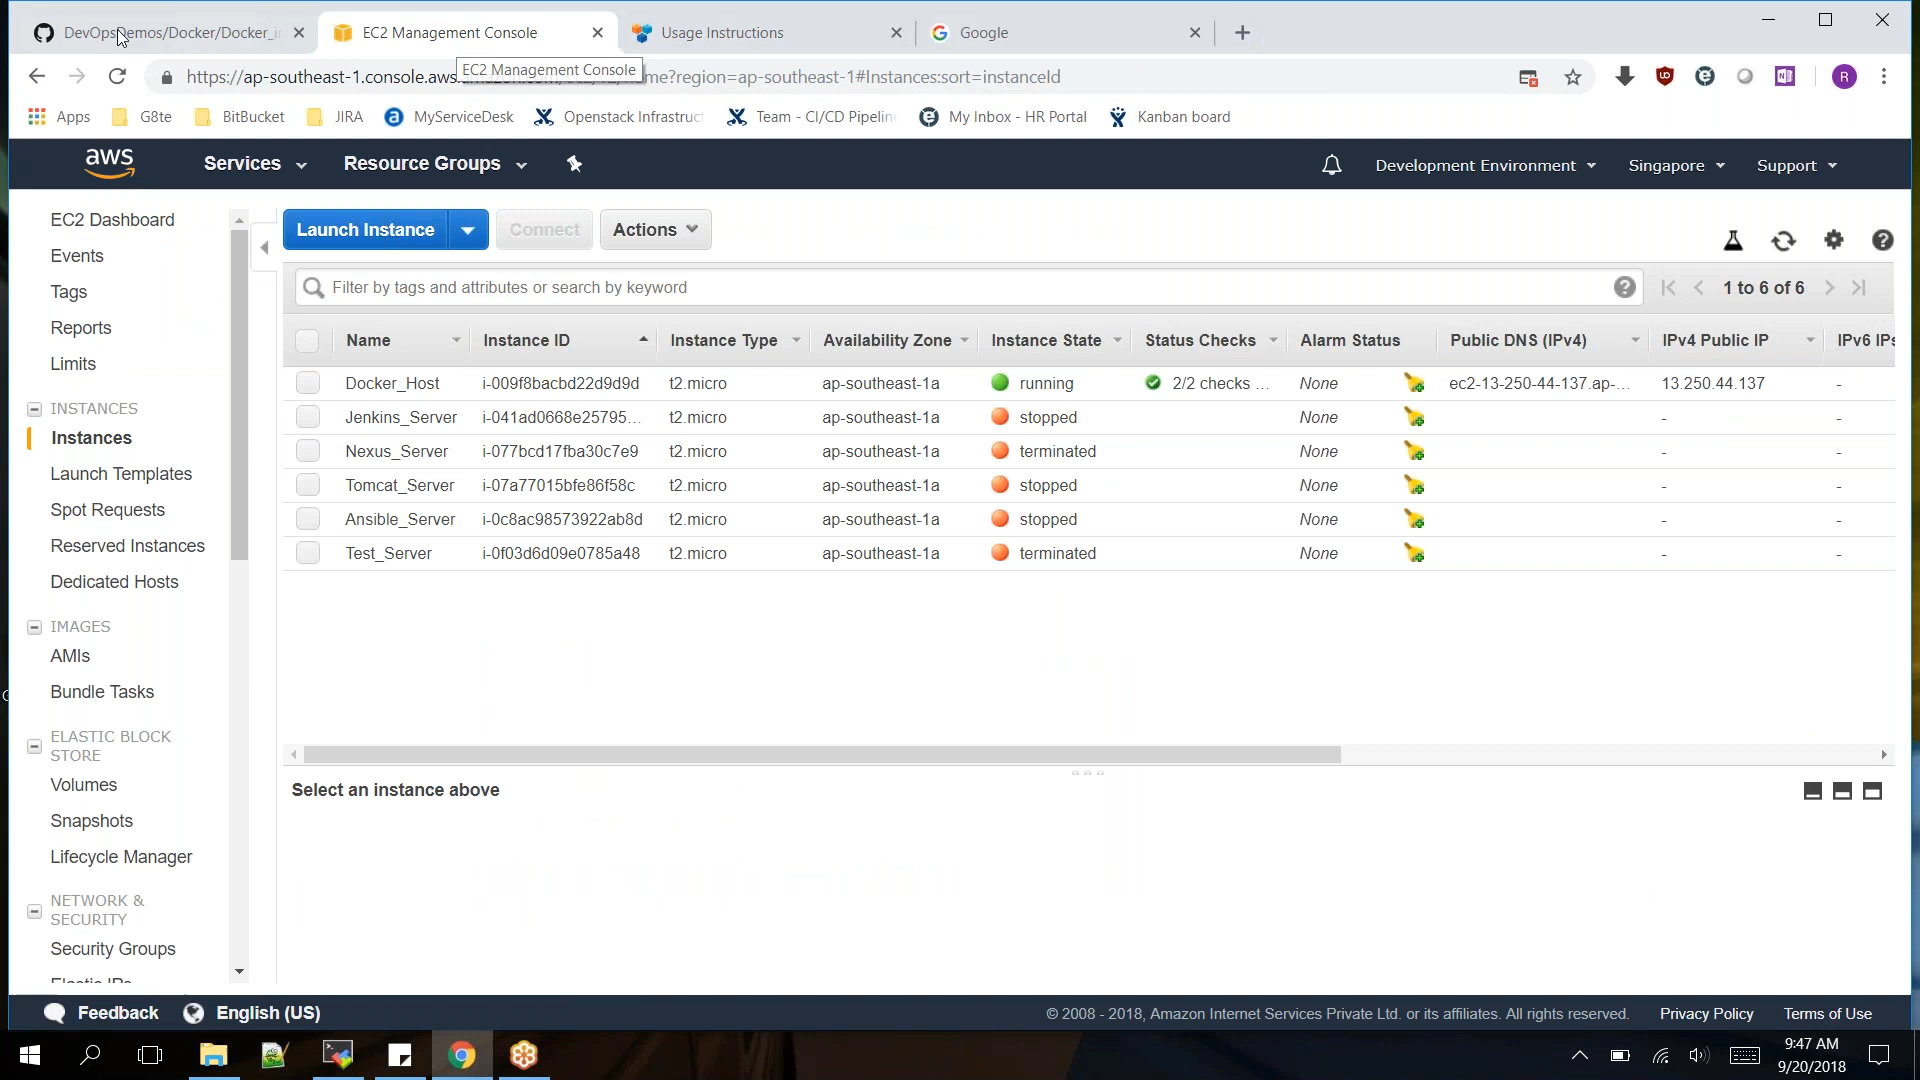 DevOpsDemos/Docker/Docker_i
EC2 Management Console
Usage Instructions
Google
https://ap-southeast-1.console.aws
me?region=ap-southeast-1#Instances:sort=instanceId
EC2 Management Console
Apps
G8te
BitBucket
JIRA
MyServiceDesk
Openstack Infrastruc
Team - CI/CD Pipelin
My Inbox - HR Portal
Kanban board
aws
Services
Resource Groups
Development Environment
Singapore
Support
EC2 Dashboard
Events
Tags
Reports
Limits
INSTANCES
Instances
Launch Templates
Spot Requests
Reserved Instances
Dedicated Hosts
IMAGES
AMIs
Bundle Tasks
ELASTIC BLOCK
STORE
Volumes
Snapshots
Lifecycle Manager
NETWORK &
SECURITY
Security Groups
Launch Instance
Connect
Actions
Filter by tags and attributes or search by keyword
1 to 6 of 6
Name Instance ID Instance Type Availability Zone Instance State Status Checks Alarm Status Public DNS (IPv4) IPv4 Public IP IPv6 IPs
Docker_Host i-009f8bacbd22d9d9d t2.micro ap-southeast-1a running 2/2 checks ... None ec2-13-250-44-137.ap-... 13.250.44.137 -
Jenkins_Server i-041ad0668e25795... t2.micro ap-southeast-1a stopped None - -
Nexus_Server i-077bcd17fba30c7e9 t2.micro ap-southeast-1a terminated None - -
Tomcat_Server i-07a77015bfe86f58c t2.micro ap-southeast-1a stopped None - -
Ansible_Server i-0c8ac98573922ab8d t2.micro ap-southeast-1a stopped None - -
Test_Server i-0f03d6d09e0785a48 t2.micro ap-southeast-1a terminated None - -
Select an instance above
Feedback
English (US)
© 2008 - 2018, Amazon Internet Services Private Ltd. or its affiliates. All rights reserved.
Privacy Policy
Terms of Use
9:47 AM
9/20/2018